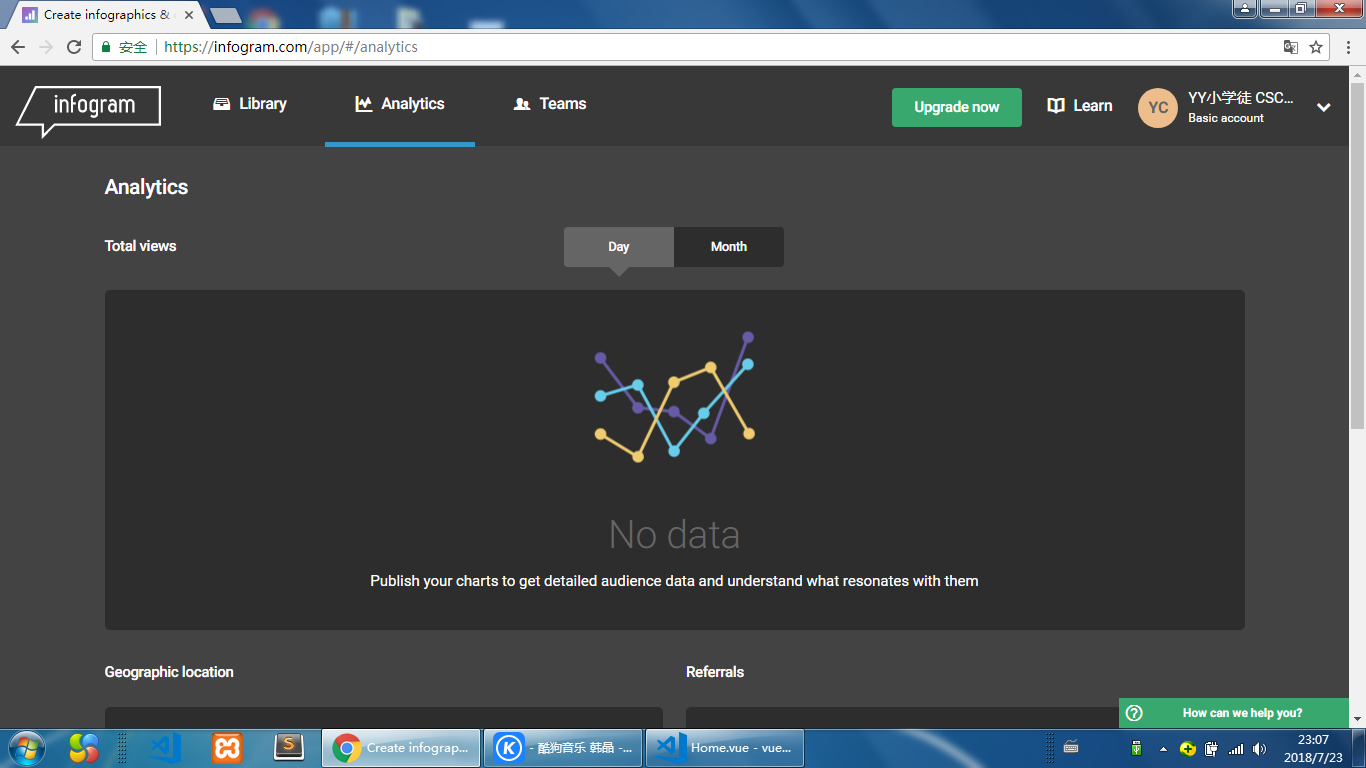 Create infographics &
安全 https://infogram.com/app/#/analytics
infogram
Library
Analytics
Teams
Upgrade now
Learn
YC
YY小学徒 CSC...
Basic account
Analytics
Total views
Day
Month
No data
Publish your charts to get detailed audience data and understand what resonates with them
Geographic location
Referrals
How can we help you?
Create infograp...
- 酷狗音乐 韩晶 -...
Home.vue - vue...
23:07
2018/7/23